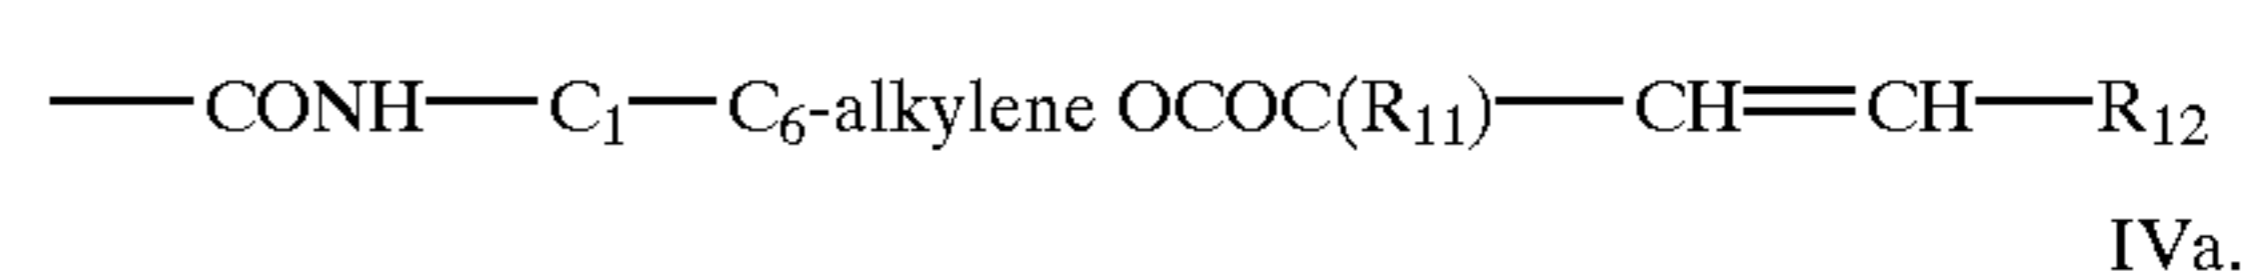 —CONH—C₁—C₆-alkylene OCOC(R₁₁)—CH=CH—R₁₂
IVa.